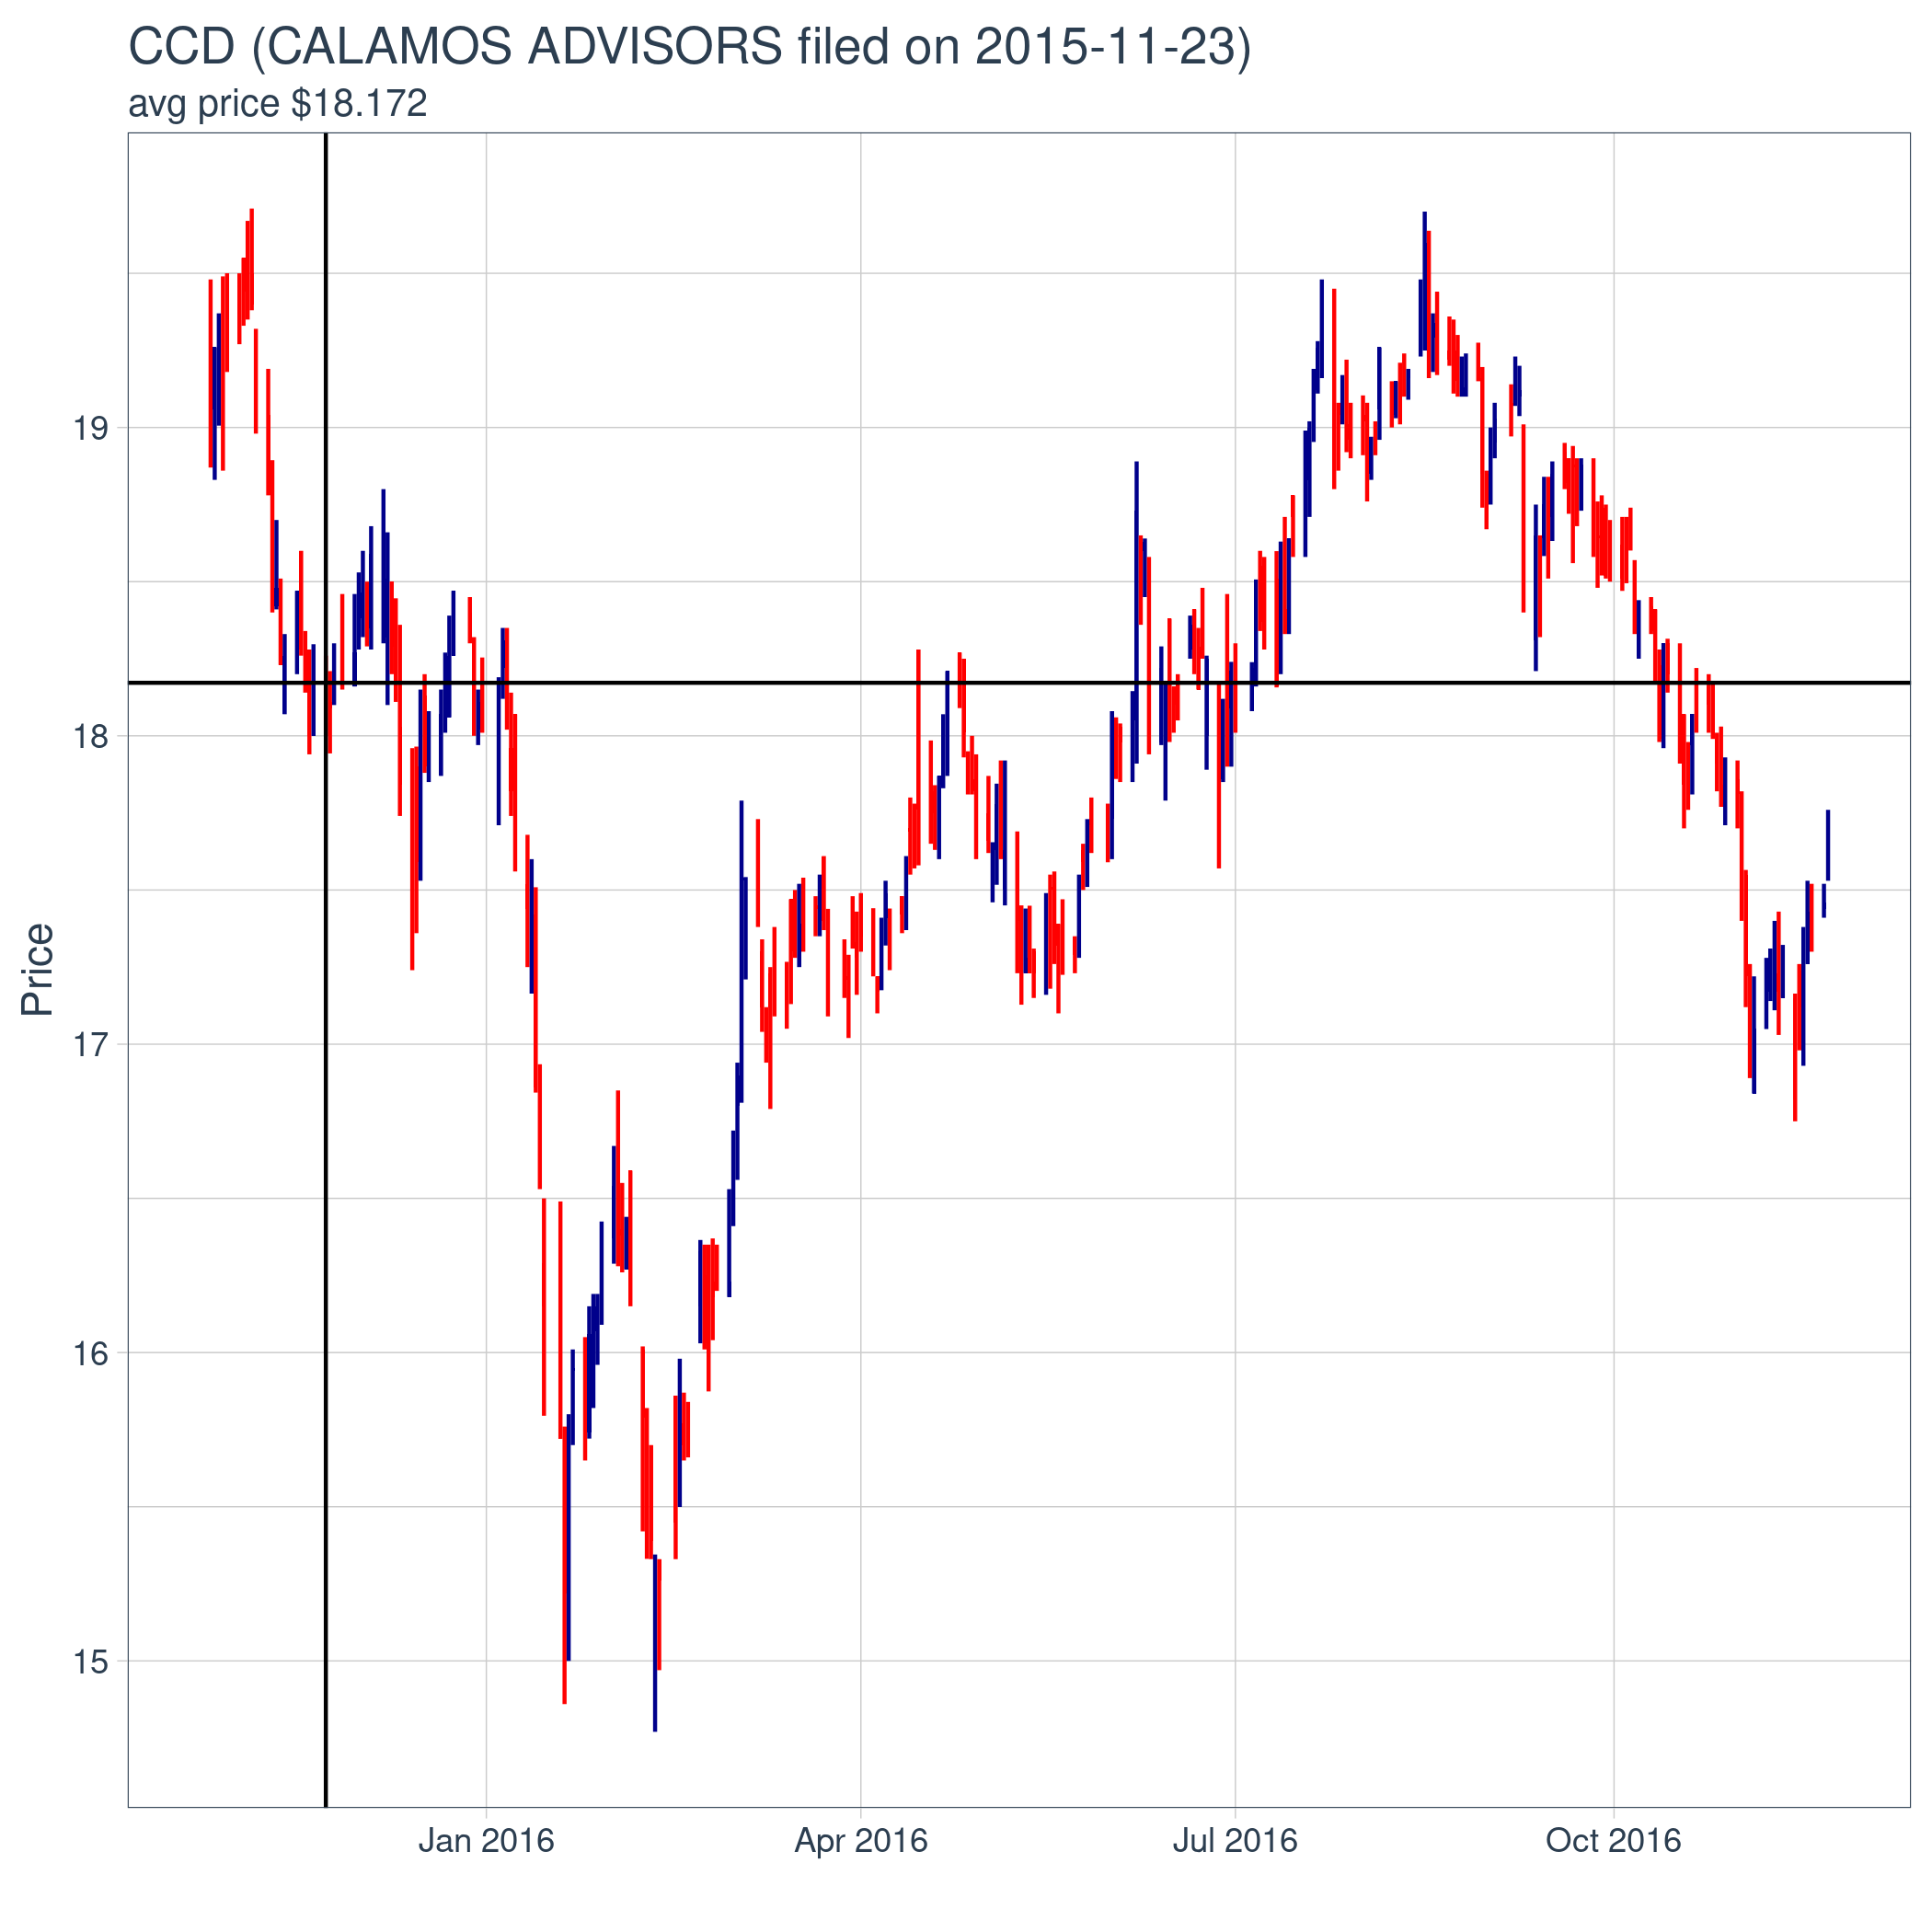 CCD (CALAMOS ADVISORS filed on 2015-11-23)
avg price $18.172
Price
19
18
17
16
15
Jan 2016
Apr 2016
Jul 2016
Oct 2016